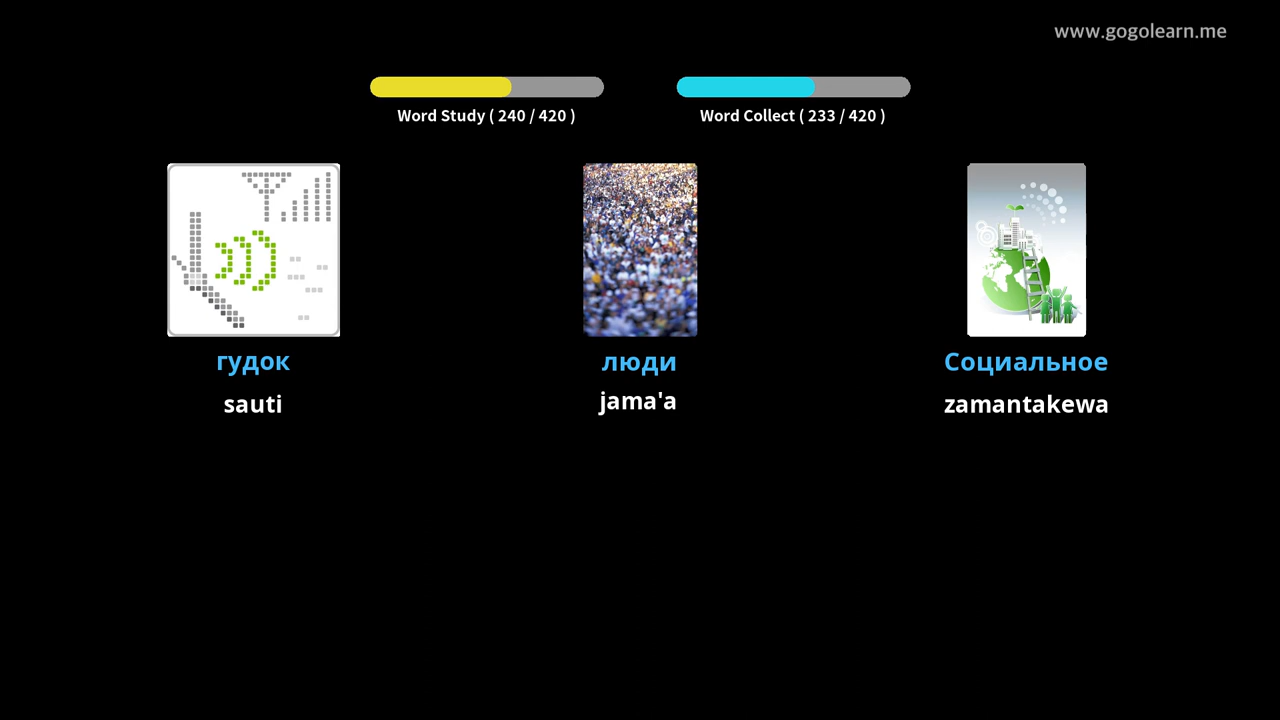 www.gogolearn.me
Word Study ( 240 / 420 )
Word Collect ( 233 / 420 )
гудок
люди
Социальное
sauti
jama'a
zamantakewa